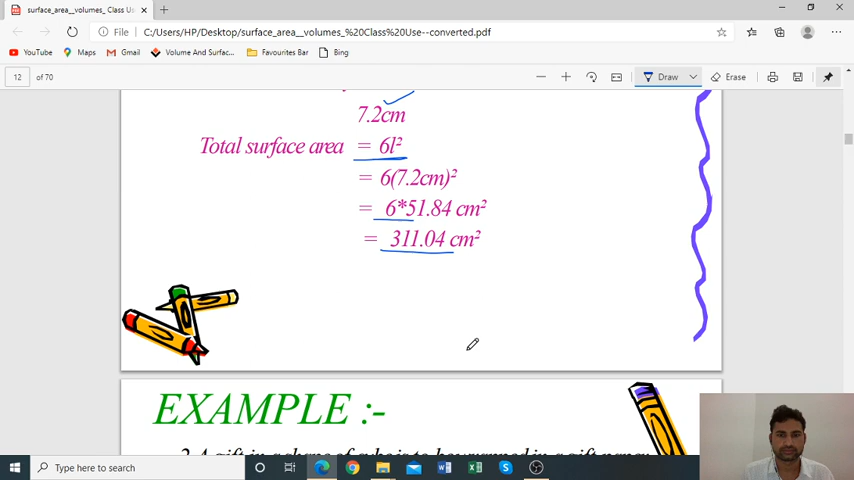 surface_area__volumes_ Class Us
File C:/Users/HP/Desktop/surface_area__volumes_%20Class%20Use--converted.pdf
YouTube Maps Gmail Volume And Surfac... Favourites Bar Bing
12 of 70 Draw Erase
7.2cm
Total surface area = 6l²
= 6(7.2cm)²
= 6*51.84 cm²
= 311.04 cm²
EXAMPLE :-
Type here to search